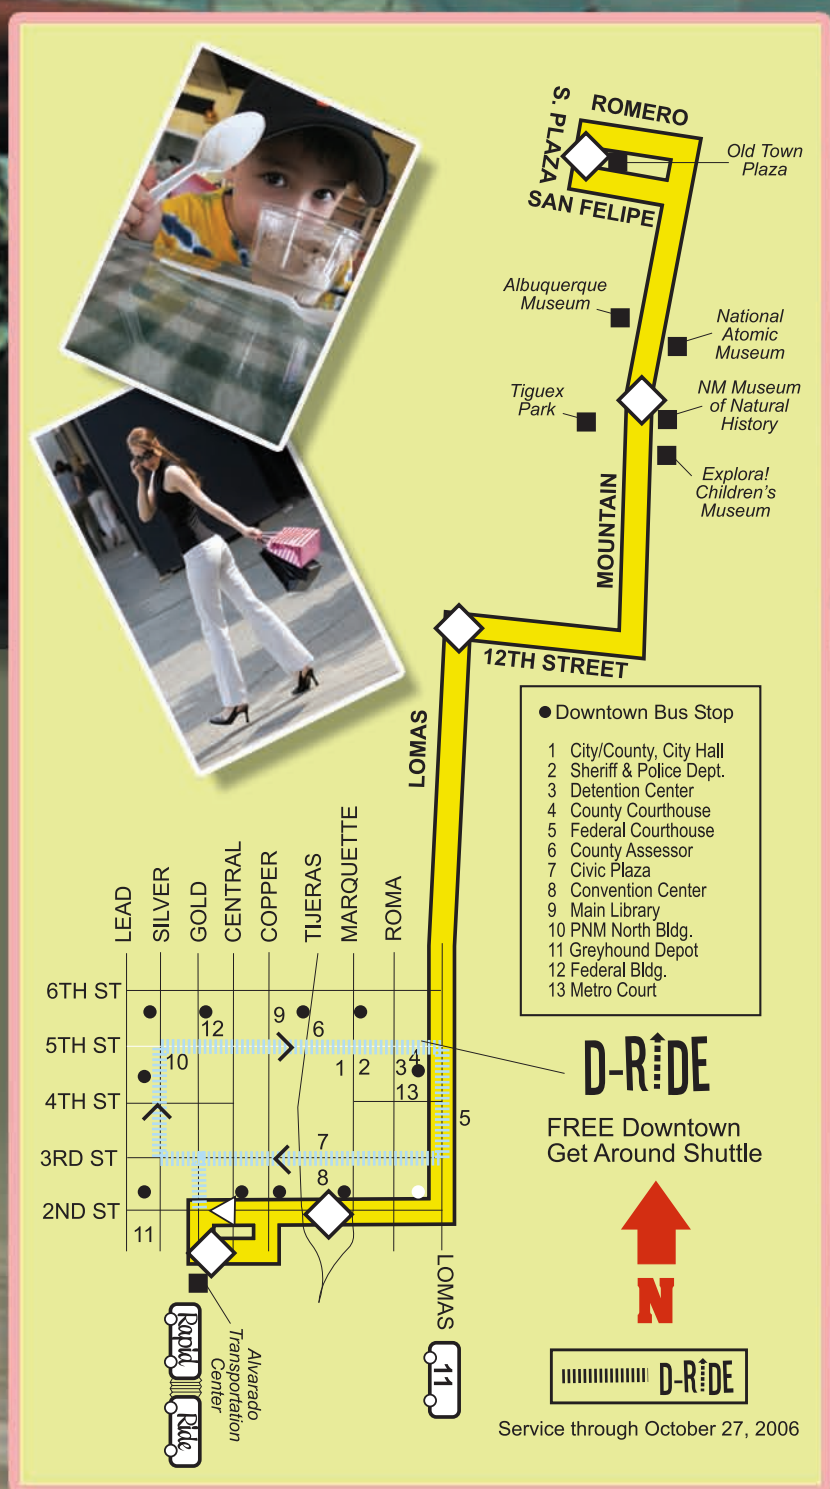 S. PLAZA
ROMERO
Old Town
Plaza
SAN FELIPE
Albuquerque
Museum
National
Atomic
Museum
Tiguex
Park
NM Museum
of Natural
History
Explora!
Children's
Museum
MOUNTAIN
12TH STREET
LOMAS
Downtown Bus Stop
1 City/County, City Hall
2 Sheriff & Police Dept.
3 Detention Center
4 County Courthouse
5 Federal Courthouse
6 County Assessor
7 Civic Plaza
8 Convention Center
9 Main Library
10 PNM North Bldg.
11 Greyhound Depot
12 Federal Bldg.
13 Metro Court
LEAD
SILVER
GOLD
CENTRAL
COPPER
TIJERAS
MARQUETTE
ROMA
6TH ST
12
9
6
5TH ST
10
1
2
3
4
13
4TH ST
5
3RD ST
7
8
2ND ST
11
LOMAS
D-RIDE
FREE Downtown
Get Around Shuttle
N
Alvarado
Transportation
Center
Rapid
Ride
11
D-RIDE
Service through October 27, 2006